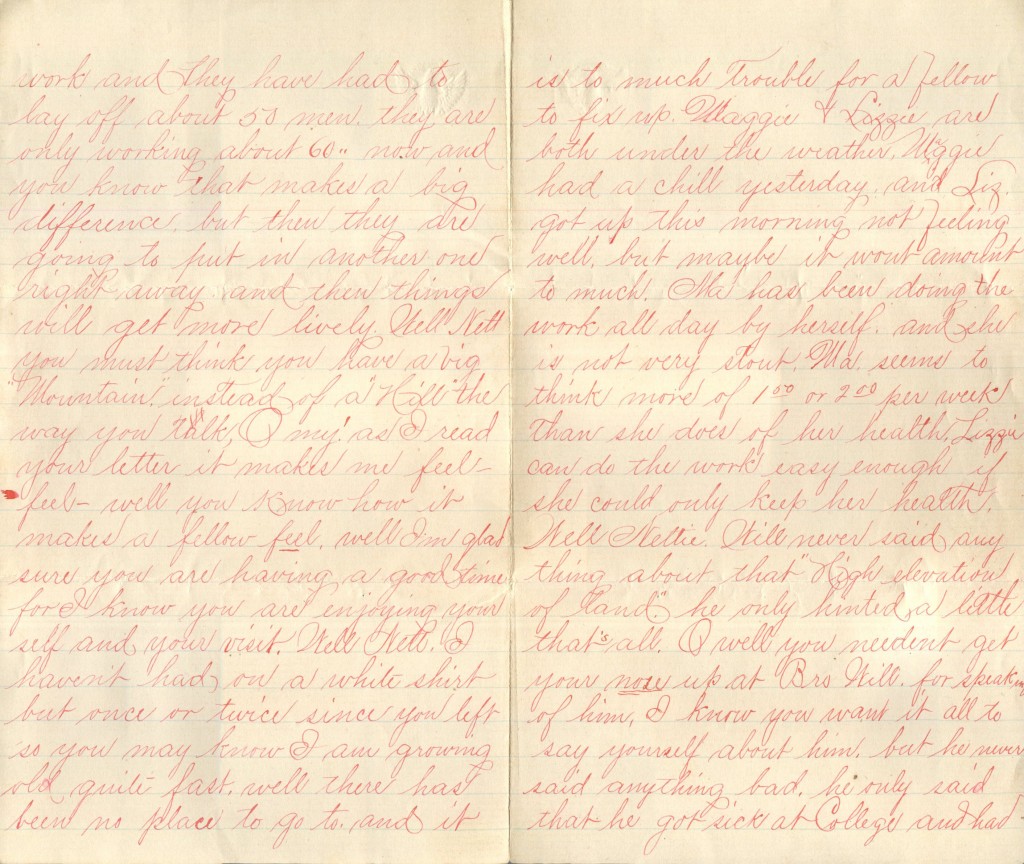 work and they have had to
lay off about 50 men. they are
only working about 60 " now and
you know that makes a big
difference. but then they are
going to put in another one
right away and then things
will get more lively. Well Nett
you must think you have a big
"Mountain". instead of a "Hill" the
way you talk, O my! as I read
your letter it makes me feel-
feel- well you know how it
makes a fellow feel. well I'm glad
sure you are having a good time
for I know you are enjoying your
self and your visit. Well Nett. I
haven't had on a white shirt
but once or twice since you left
so you may know I am growing
old quite fast. well there has
been no place to go to. and it
is to much trouble for a fellow
to fix up. Maggie & Lizzie are
both under the weather. Maggie
had a chill yesterday. and Liz.
got up this morning not feeling
well. but maybe it wont amount
to much. Ma has been doing the
work all day by herself. and she
is not very stout. Ma. seems to
think more of 1 00 or 2 00 per week
than she does of her health. Lizzie
can do the work easy enough if
she could only keep her health.
Well Nettie. Will never said any
thing about that "High elevation
of land". he only hinted a little
that's all. O well you needent get
your nose up at Bro Will. for speaking
of him. I know you want it all to
say yourself about him. but he never
said anything bad. he only said
that he got sick at College and had